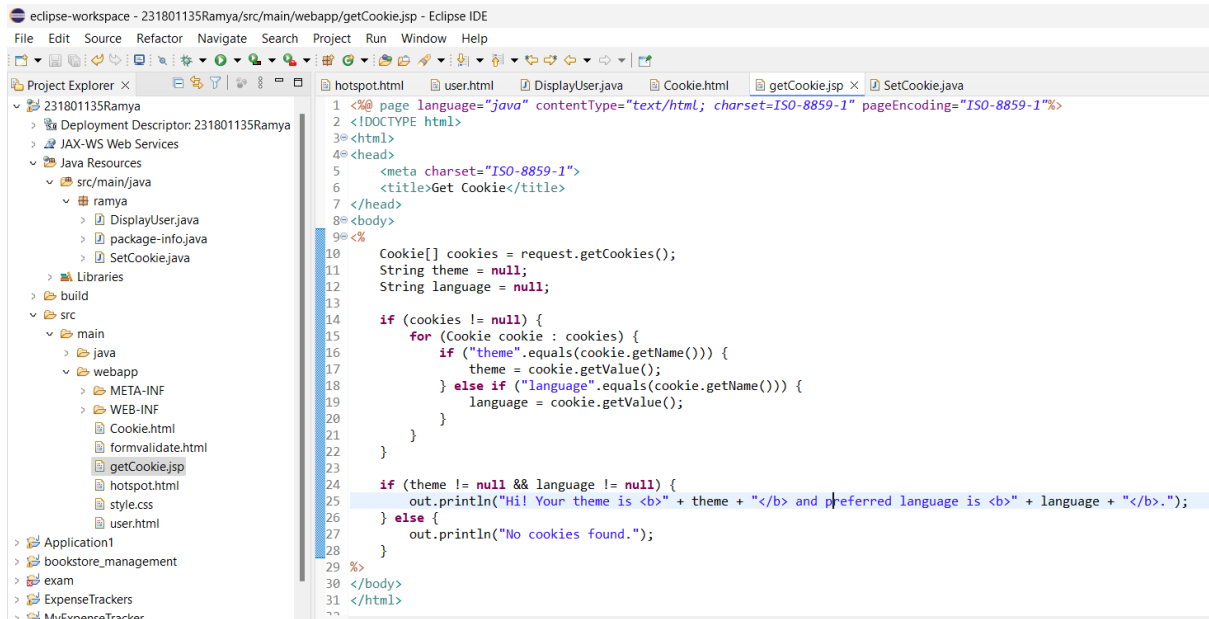 eclipse-workspace - 231801135Ramya/src/main/webapp/getCookie.jsp - Eclipse IDE
File Edit Source Refactor Navigate Search Project Run Window Help
Project Explorer
231801135Ramya
Deployment Descriptor: 231801135Ramya
JAX-WS Web Services
Java Resources
src/main/java
ramya
DisplayUser.java
package-info.java
SetCookie.java
Libraries
build
src
main
java
webapp
META-INF
WEB-INF
Cookie.html
formvalidate.html
getCookie.jsp
hotspot.html
style.css
user.html
Application1
bookstore_management
exam
ExpenseTrackers
MyExpenseTracker
hotspot.html user.html DisplayUser.java Cookie.html getCookie.jsp SetCookie.java
1 <%@ page language="java" contentType="text/html; charset=ISO-8859-1" pageEncoding="ISO-8859-1"%>
2 <!DOCTYPE html>
3 <html>
4 <head>
5     <meta charset="ISO-8859-1">
6     <title>Get Cookie</title>
7 </head>
8 <body>
9 <%
10     Cookie[] cookies = request.getCookies();
11     String theme = null;
12     String language = null;
13
14     if (cookies != null) {
15         for (Cookie cookie : cookies) {
16             if ("theme".equals(cookie.getName())) {
17                 theme = cookie.getValue();
18             } else if ("language".equals(cookie.getName())) {
19                 language = cookie.getValue();
20             }
21         }
22     }
23
24     if (theme != null && language != null) {
25         out.println("Hi! Your theme is <b>" + theme + "</b> and preferred language is <b>" + language + "</b>.");
26     } else {
27         out.println("No cookies found.");
28     }
29 %>
30 </body>
31 </html>
32